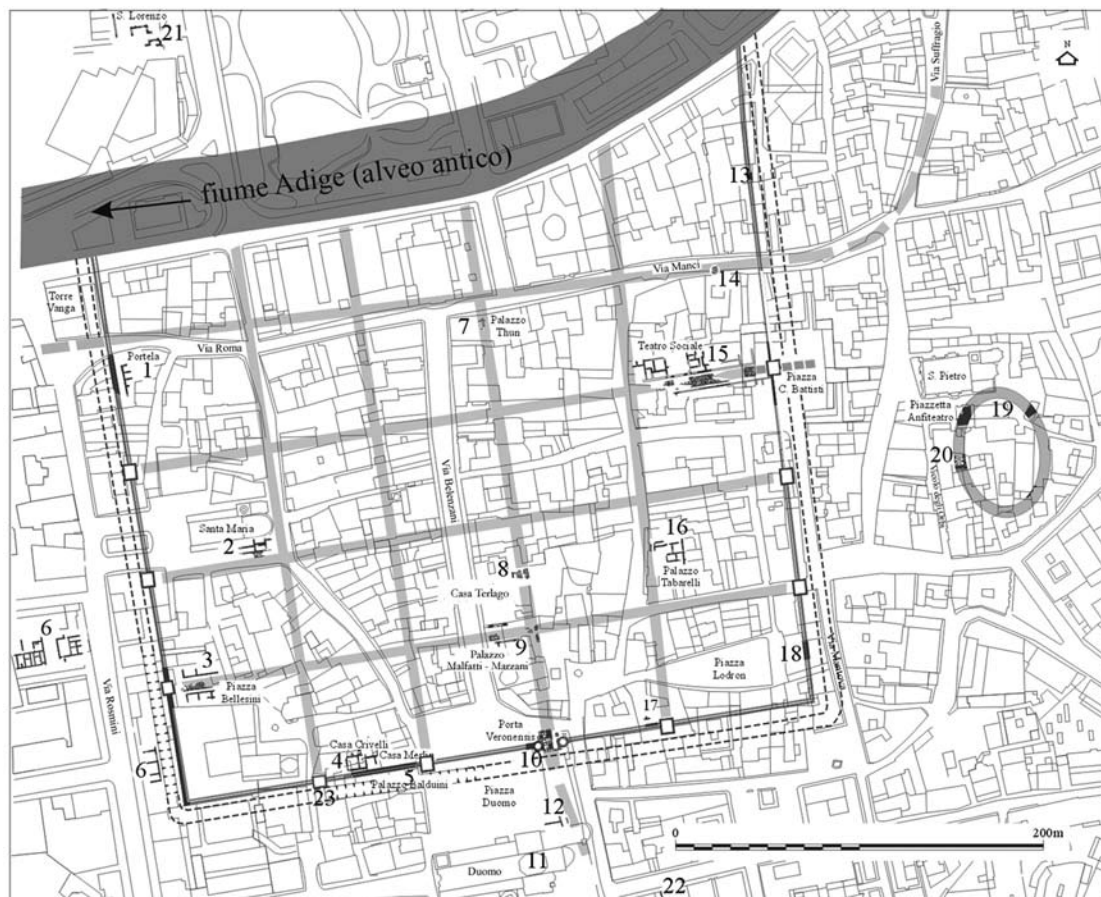 S. Lorenzo
21
N
Via Suffragio
fiume Adige (alveo antico)
13
Via Manci
14
Torre
Vanga
7
Palazzo
Thun
Via Roma
Portela
1
Teatro Sociale
15
Piazza
C. Battisti
S. Pietro
Piazzetta
Anfiteatro
19
20
Via Belenzani
Santa Maria
2
16
Palazzo
Tabarelli
8
Casa Terlago
6
3
Piazza
Bellesini
9
Palazzo
Malfatti - Marzani
Piazza
Lodron
18
Via Rosmini
17
Porta
Veronensis
10
Casa Crivelli
4
Casa Merlo
5
Palazzo Balduini
6
23
Piazza
Duomo
12
0
200m
11
Duomo
22